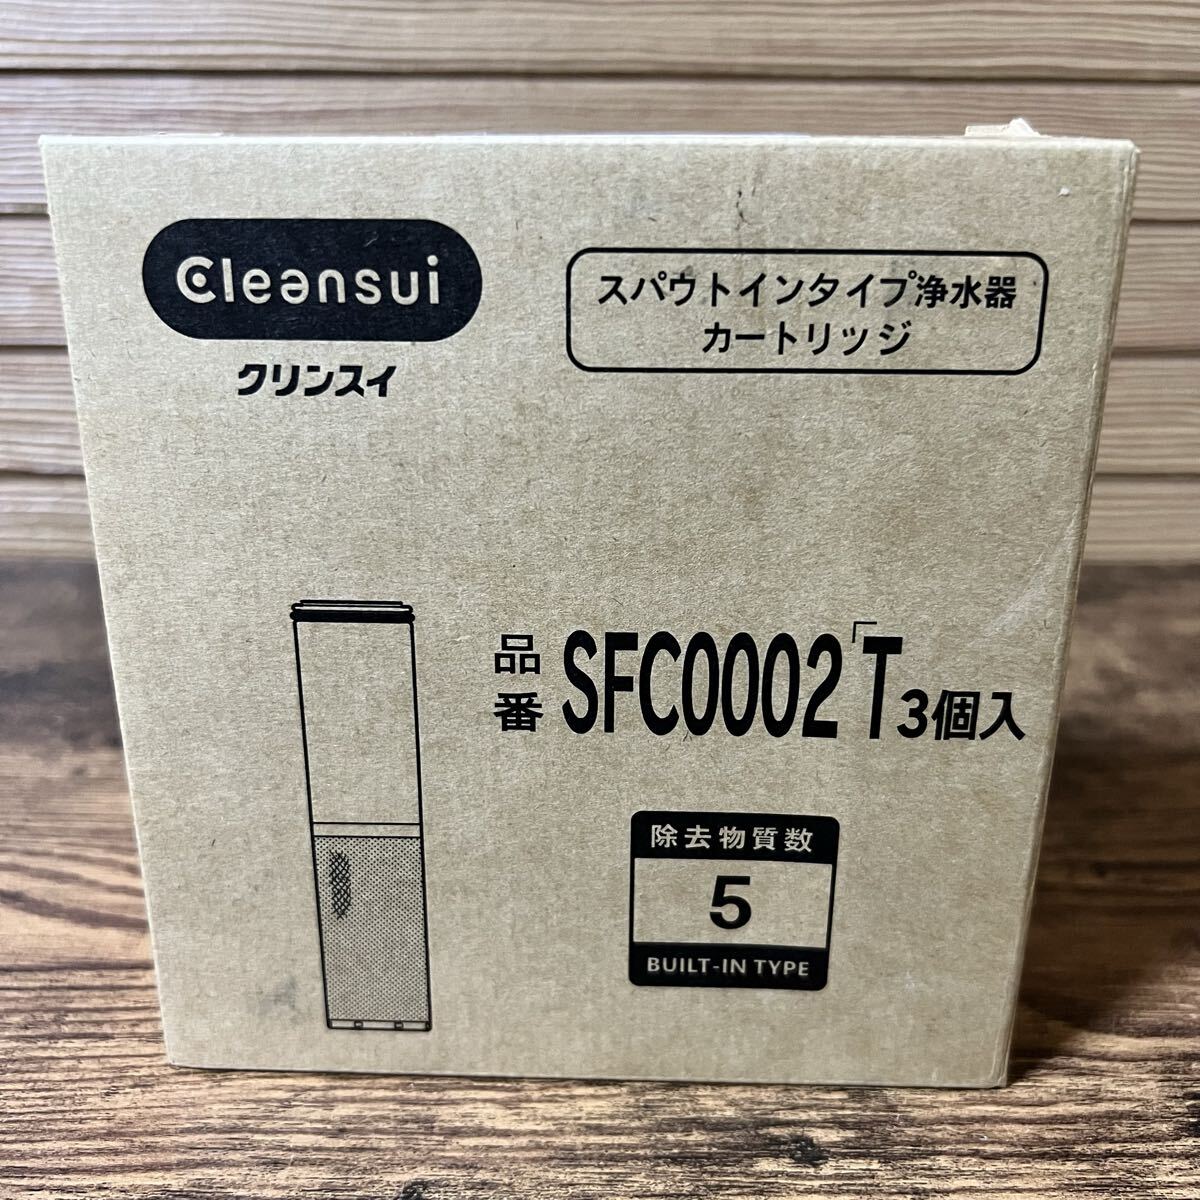 Cleansui
クリンスイ
スパウトインタイプ浄水器
カートリッジ
品番 SFC0002「T 3個入
除去物質数
5
BUILT-IN TYPE